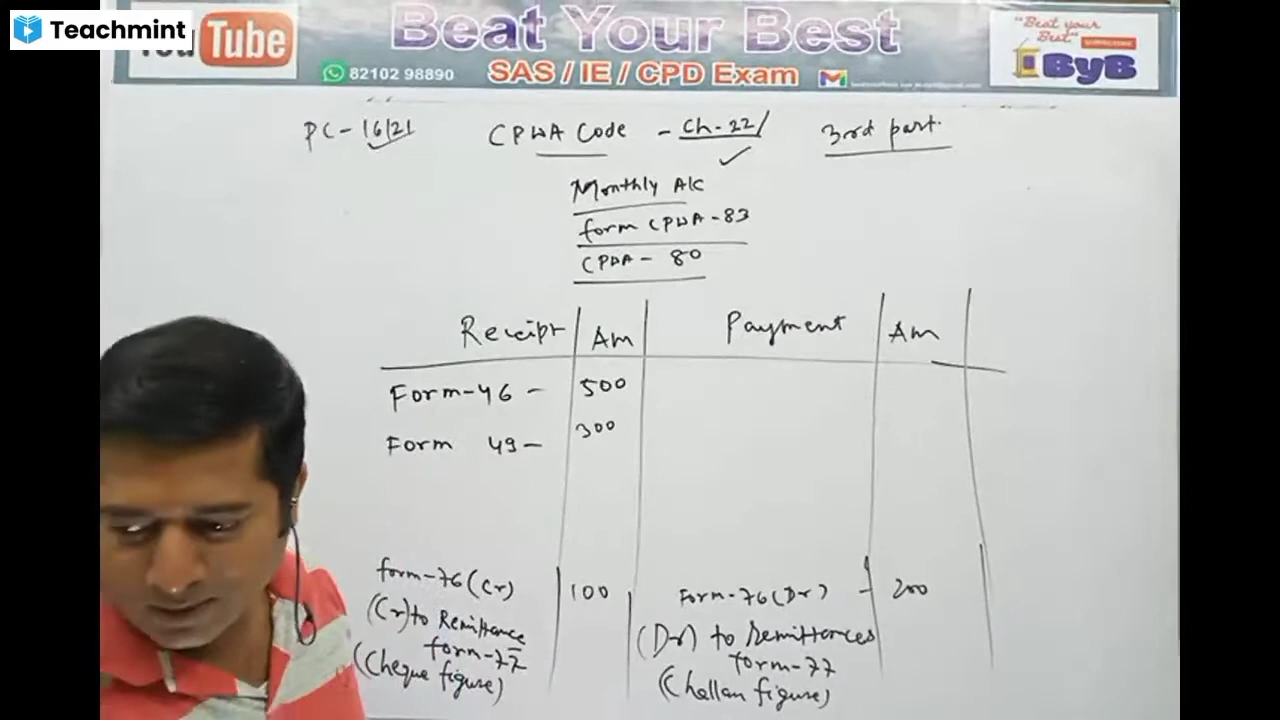 Teachmint
You Tube
Beat Your Best
"Beat your
Best"
SUBSCRIBE
82102 98890
SAS / IE / CPD Exam
ByB
PC - 16/21 CPWA Code - Ch-22/ 3rd part.
Monthly A/C
form CPWA-83
CPWA - 80
Receipt Am Payment Am
Form-46 - 500
Form 49 - 300
form-76 (Cr) 100 Form-76 (Dr) - 200
(Cr) to Remittance (Dr) to Remittances
form-77 form-77
(Cheque figure) (Challan figure)